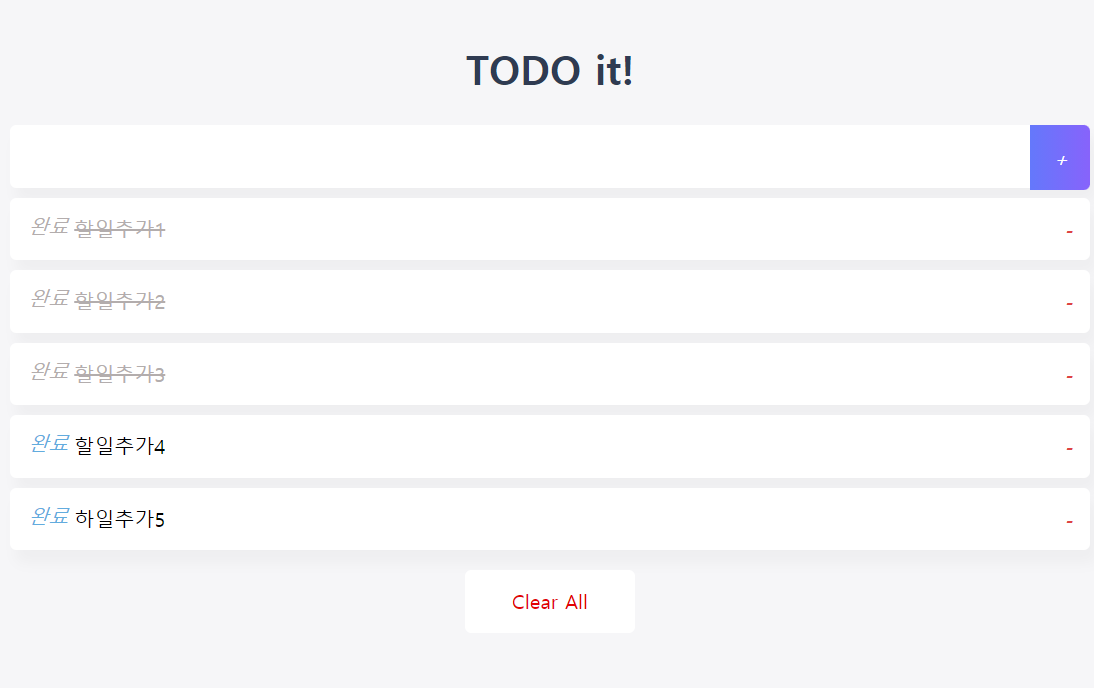 TODO it!
+
완료 할일추가1 -
완료 할일추가2 -
완료 할일추가3 -
완료 할일추가4 -
완료 하일추가5 -
Clear All